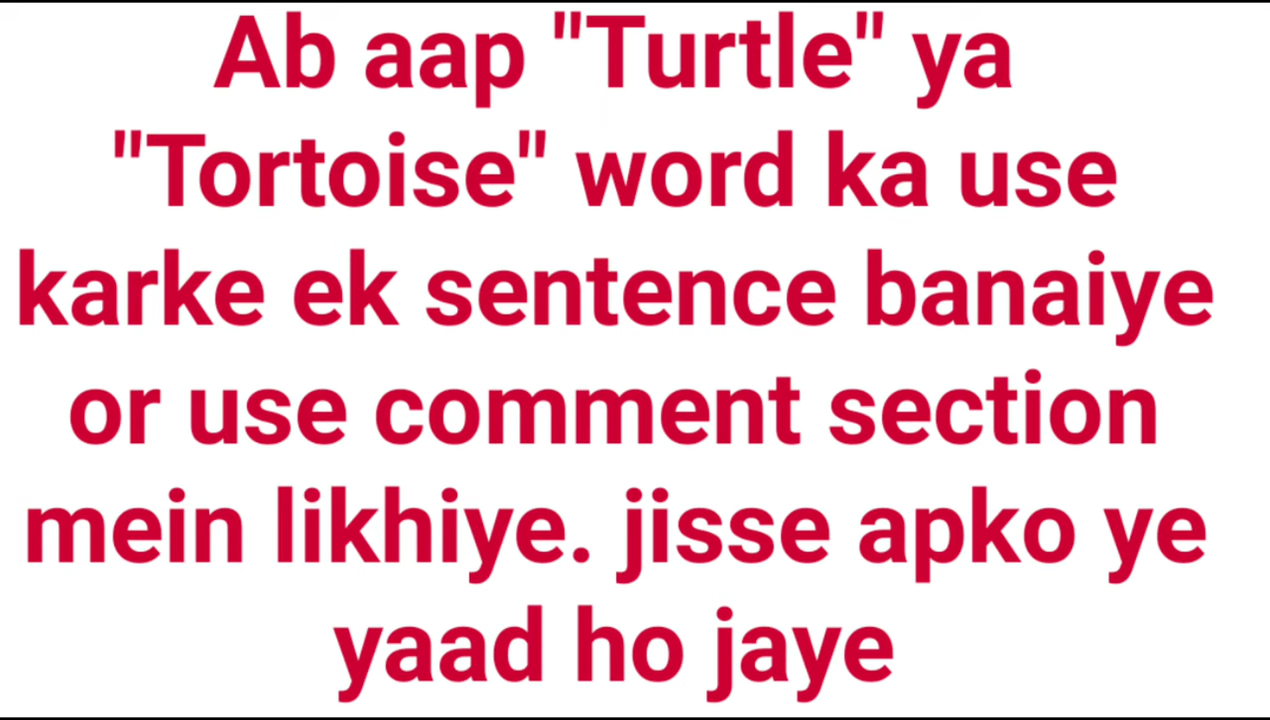 Ab aap "Turtle" ya
"Tortoise" word ka use
karke ek sentence banaiye
or use comment section
mein likhiye. jisse apko ye
yaad ho jaye